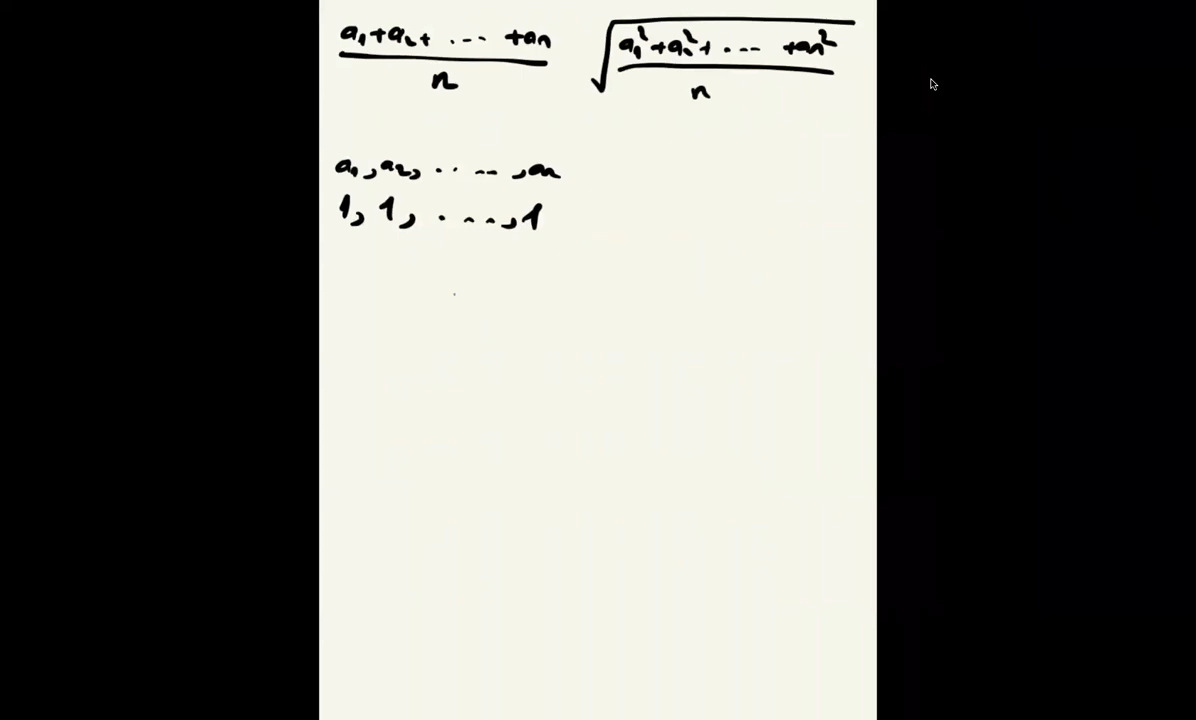 a₁+a₂+ ..... +an / n √(a₁²+a₂²+ .... +an² / n)
a₁,a₂, ....,an
1, 1, ....,1